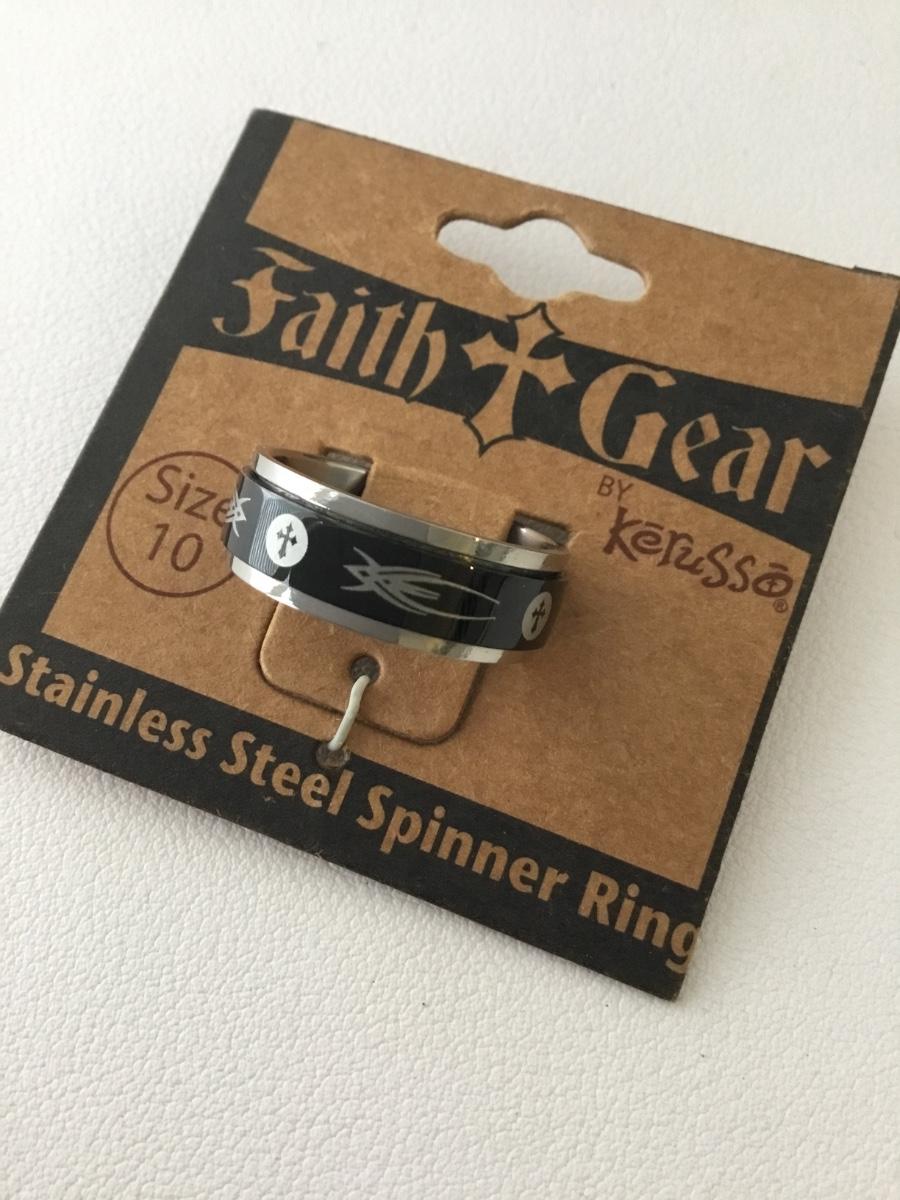 Faith Gear
BY
Kerusso®
Size
10
Stainless Steel Spinner Ring